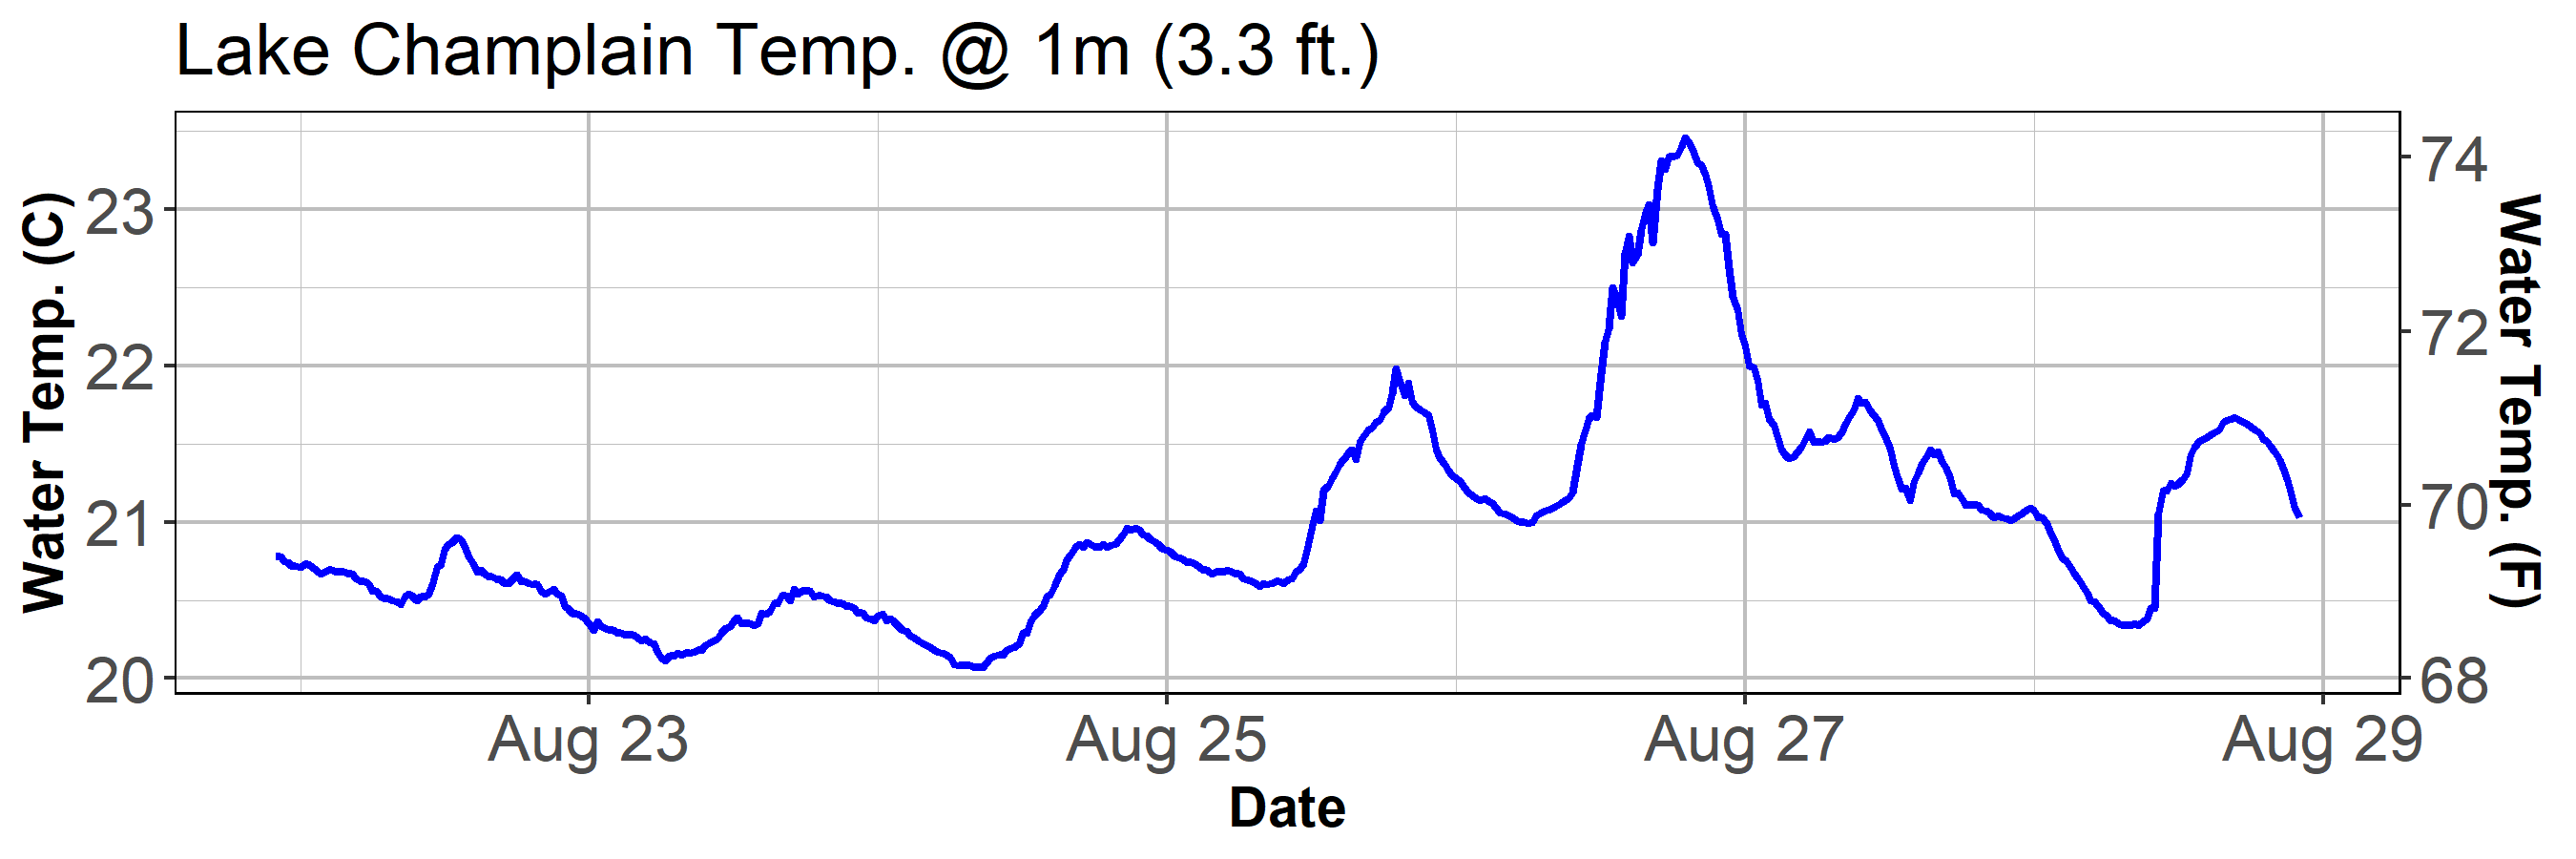 Lake Champlain Temp. @ 1m (3.3 ft.)
Water Temp. (C)
23
22
21
20
74
72
70
68
Water Temp. (F)
Aug 23 Aug 25 Aug 27 Aug 29
Date